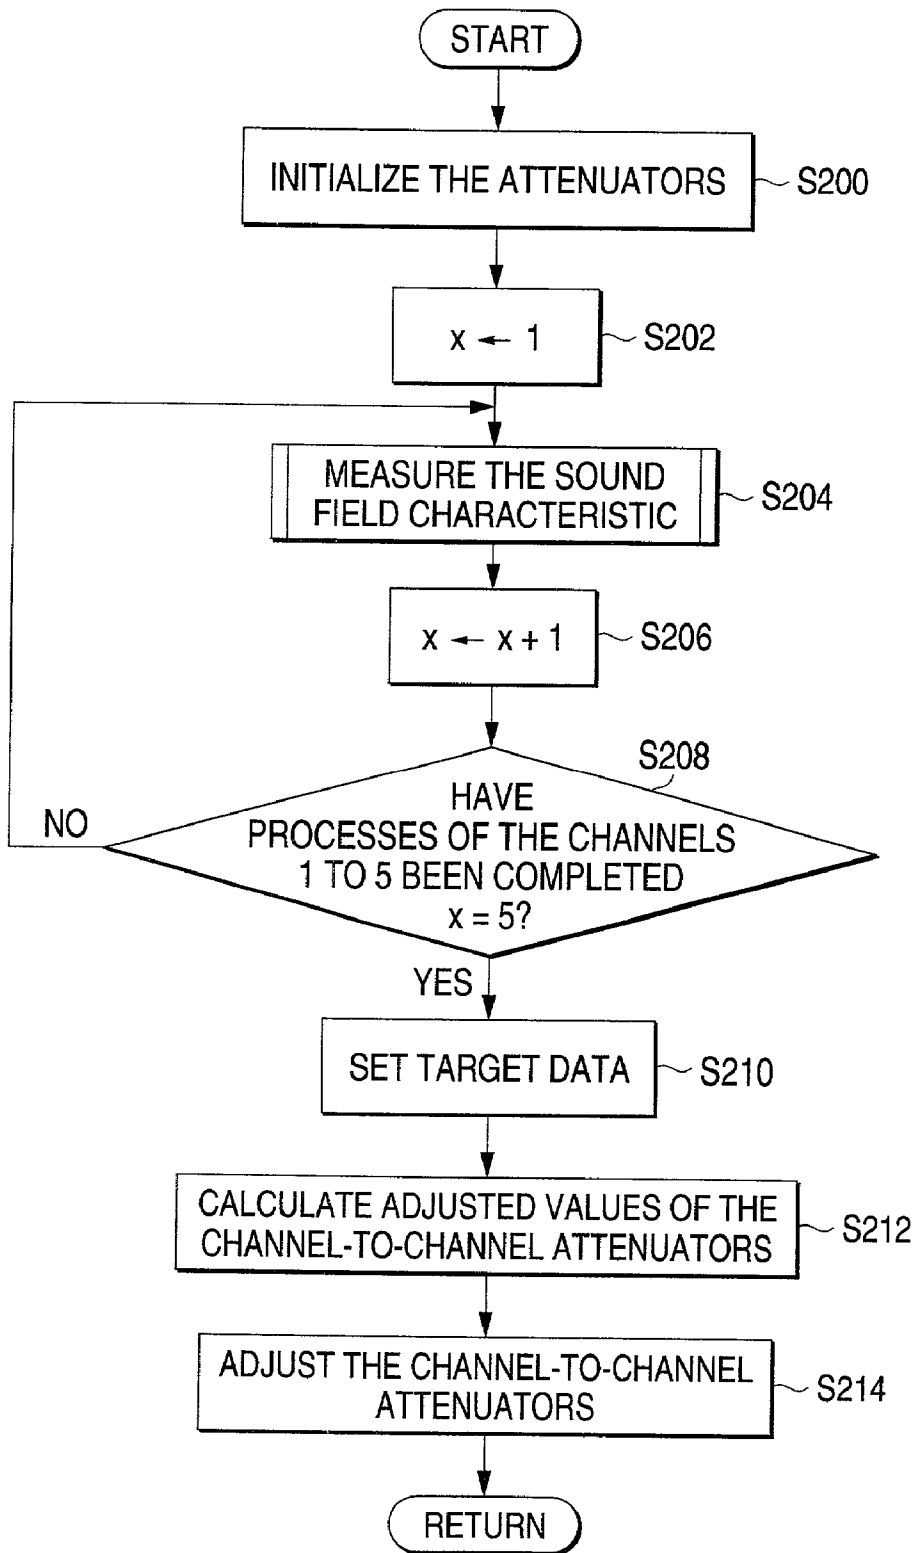 START
INITIALIZE THE ATTENUATORS
S200
x ← 1
S202
MEASURE THE SOUND
FIELD CHARACTERISTIC
S204
x ← x + 1
S206
S208
HAVE
PROCESSES OF THE CHANNELS
1 TO 5 BEEN COMPLETED
x = 5?
NO
YES
SET TARGET DATA
S210
CALCULATE ADJUSTED VALUES OF THE
CHANNEL-TO-CHANNEL ATTENUATORS
S212
ADJUST THE CHANNEL-TO-CHANNEL
ATTENUATORS
S214
RETURN